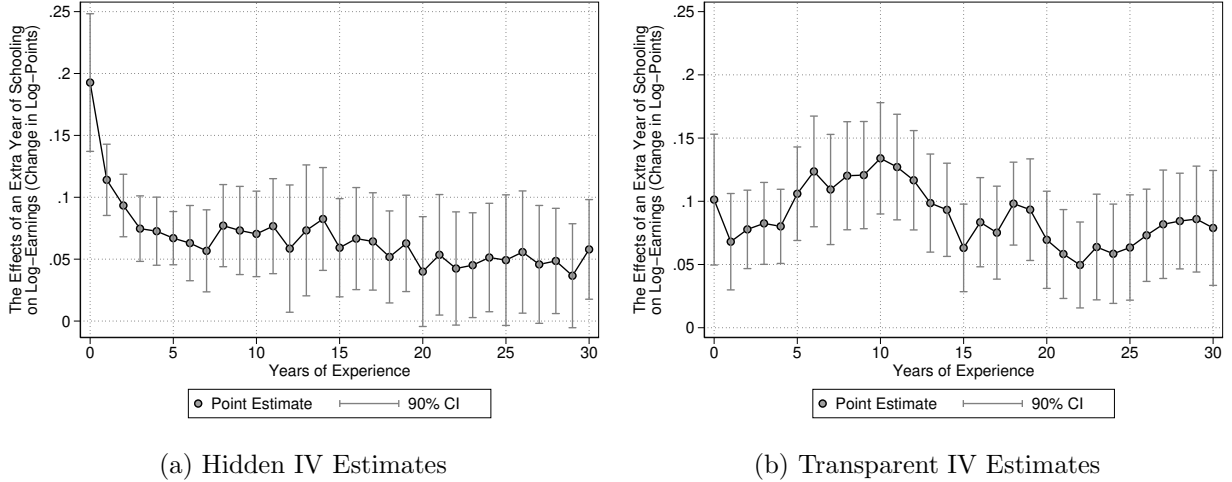 The Effects of an Extra Year of Schooling
on Log−Earnings (Change in Log−Points)
.25
.2
.15
.1
.05
0
0 5 10 15 20 25 30
Years of Experience
Point Estimate 90% CI
(a) Hidden IV Estimates
The Effects of an Extra Year of Schooling
on Log−Earnings (Change in Log−Points)
.25
.2
.15
.1
.05
0
0 5 10 15 20 25 30
Years of Experience
Point Estimate 90% CI
(b) Transparent IV Estimates